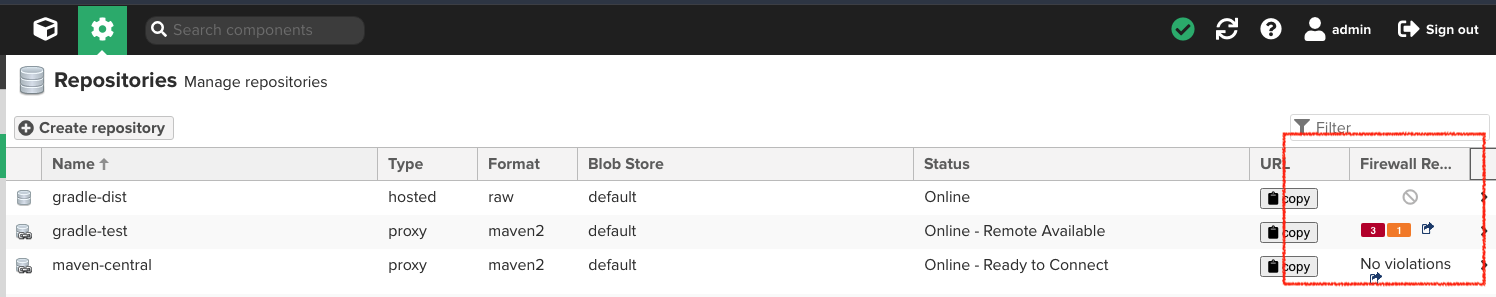 Search components
admin
Sign out
Repositories Manage repositories
Create repository
Filter
Name Type Format Blob Store Status URL Firewall Re...
gradle-dist hosted raw default Online copy
gradle-test proxy maven2 default Online - Remote Available copy 3 1
maven-central proxy maven2 default Online - Ready to Connect copy No violations